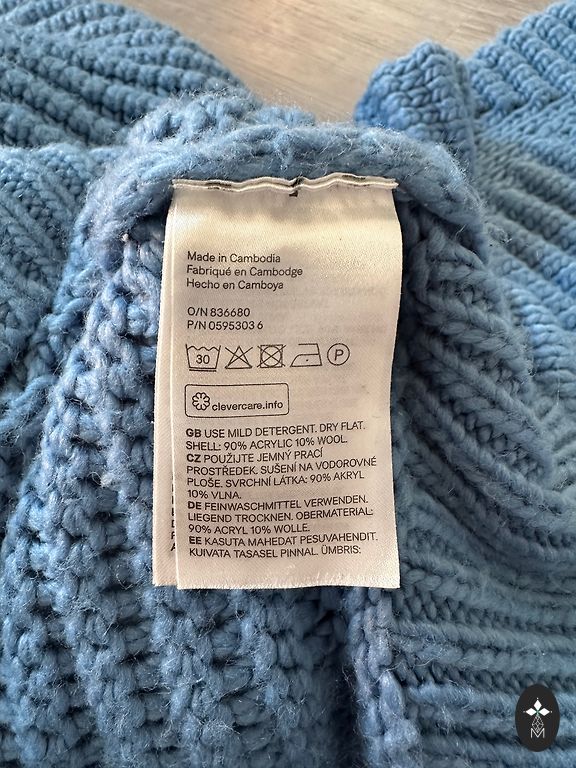 Made in Cambodia
Fabriqué en Cambodge
Hecho en Camboya
O/N 836680
P/N 0595303 6
30 P
clevercare.info
GB USE MILD DETERGENT. DRY FLAT.
SHELL: 90% ACRYLIC 10% WOOL.
CZ POUŽIJTE JEMNÝ PRACÍ
PROSTŘEDEK. SUŠENÍ NA VODOROVNÉ
PLOŠE. SVRCHNÍ LÁTKA: 90% AKRYL
10% VLNA.
DE FEINWASCHMITTEL VERWENDEN.
LIEGEND TROCKNEN. OBERMATERIAL:
90% ACRYL 10% WOLLE.
EE KASUTA MAHEDAT PESUVAHENDIT.
KUIVATA TASASEL PINNAL. ÜMBRIS:
M